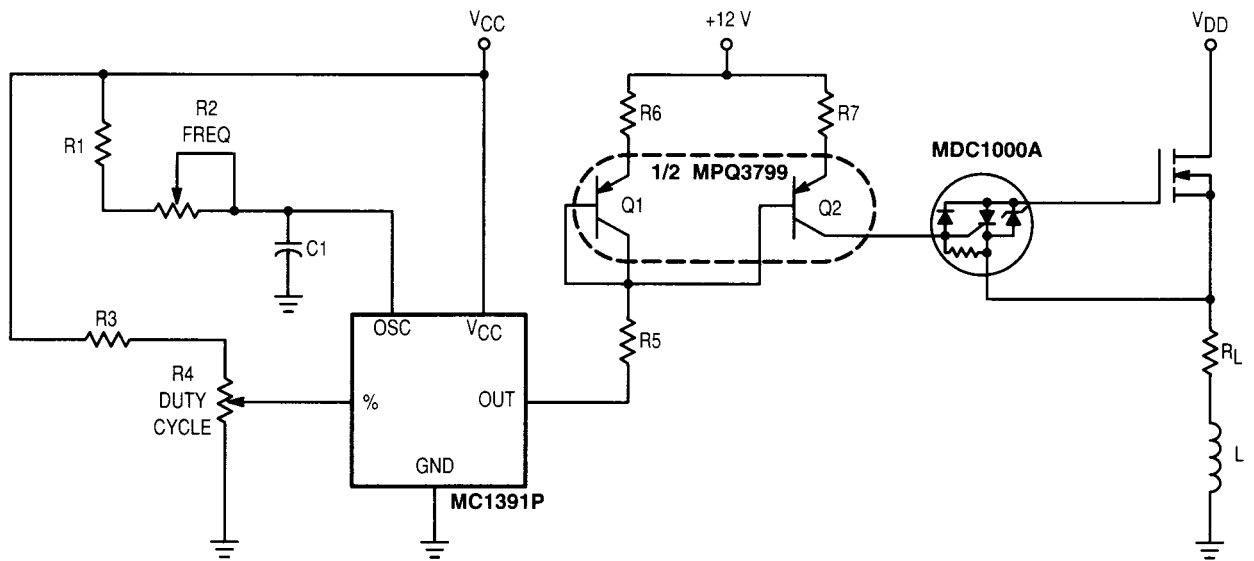 VCC
+12 V
VDD
R1
R2
FREQ
C1
R6
R7
1/2 MPQ3799
Q1
Q2
MDC1000A
R3
R4
DUTY
CYCLE
OSC
VCC
%
OUT
GND
MC1391P
R5
RL
L